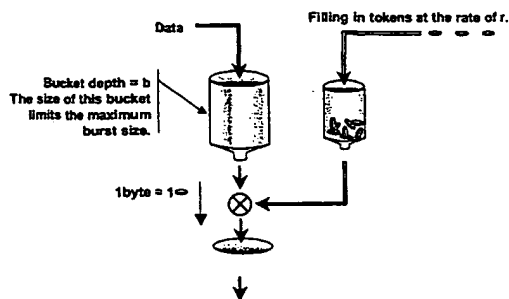 Filling in tokens at the rate of r.
Data
Bucket depth = b
The size of this bucket
limits the maximum
burst size.
1byte = 1